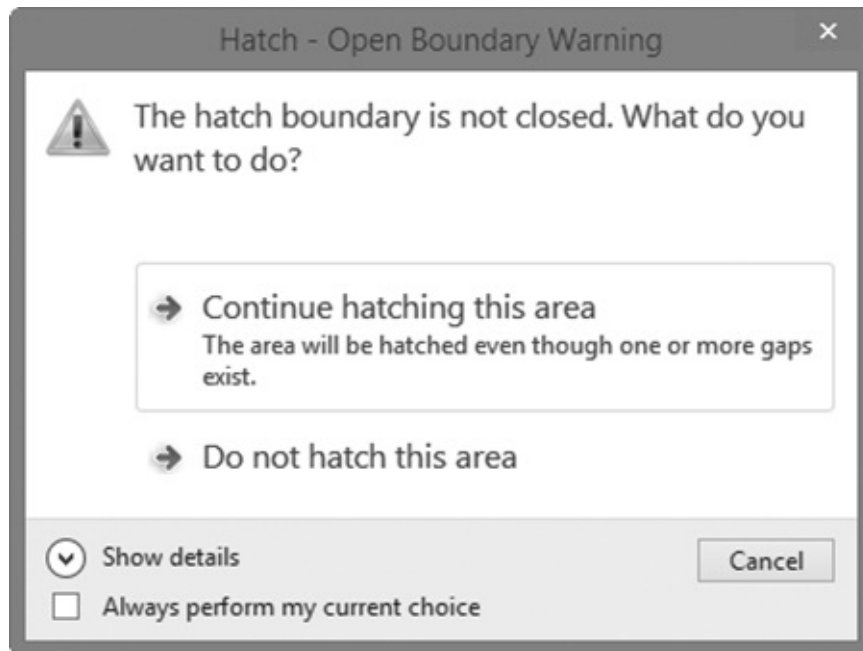 Hatch - Open Boundary Warning
The hatch boundary is not closed. What do you
want to do?
Continue hatching this area
The area will be hatched even though one or more gaps
exist.
Do not hatch this area
Show details
Cancel
Always perform my current choice